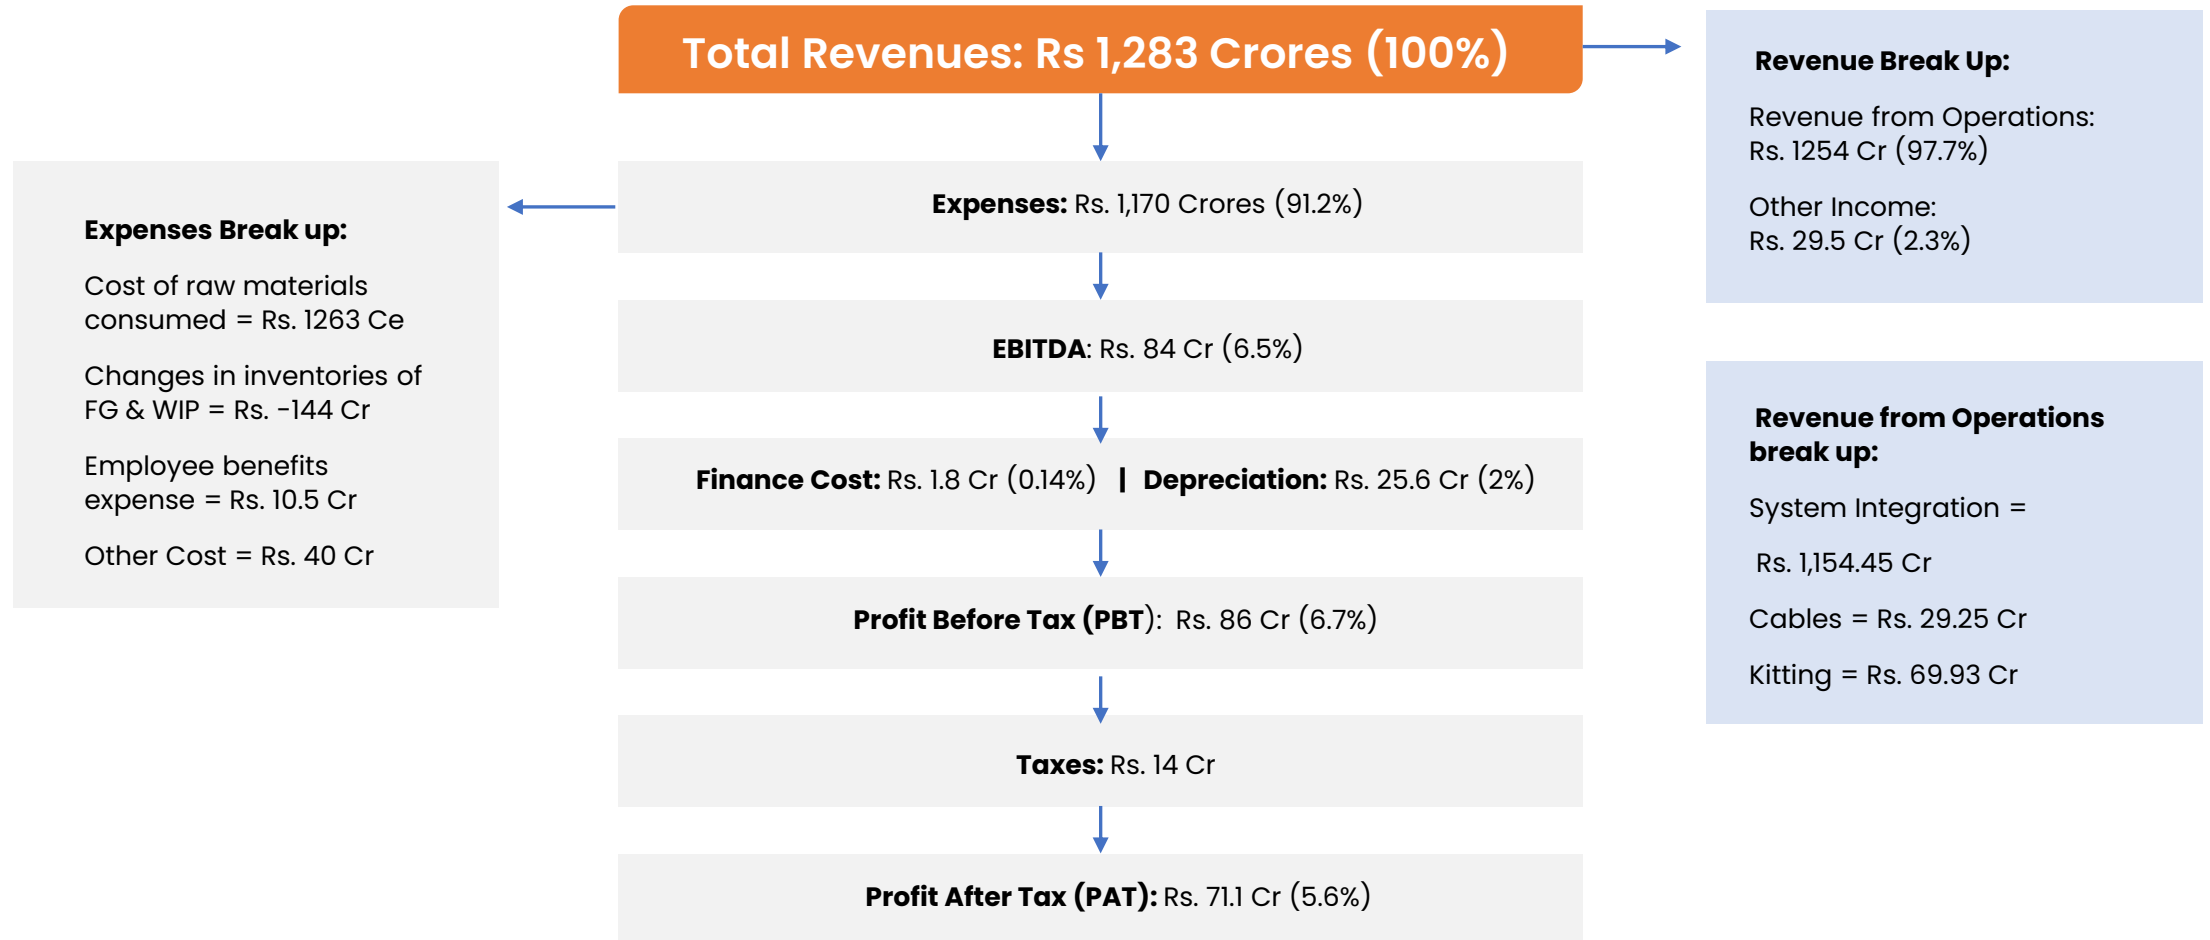 Total Revenues: Rs 1,283 Crores (100%)
Expenses: Rs. 1,170 Crores (91.2%)
EBITDA: Rs. 84 Cr (6.5%)
Finance Cost: Rs. 1.8 Cr (0.14%) | Depreciation: Rs. 25.6 Cr (2%)
Profit Before Tax (PBT): Rs. 86 Cr (6.7%)
Taxes: Rs. 14 Cr
Profit After Tax (PAT): Rs. 71.1 Cr (5.6%)
Expenses Break up:
Cost of raw materials
consumed = Rs. 1263 Ce
Changes in inventories of
FG & WIP = Rs. -144 Cr
Employee benefits
expense = Rs. 10.5 Cr
Other Cost = Rs. 40 Cr
Revenue Break Up:
Revenue from Operations:
Rs. 1254 Cr (97.7%)
Other Income:
Rs. 29.5 Cr (2.3%)
Revenue from Operations
break up:
System Integration =
Rs. 1,154.45 Cr
Cables = Rs. 29.25 Cr
Kitting = Rs. 69.93 Cr